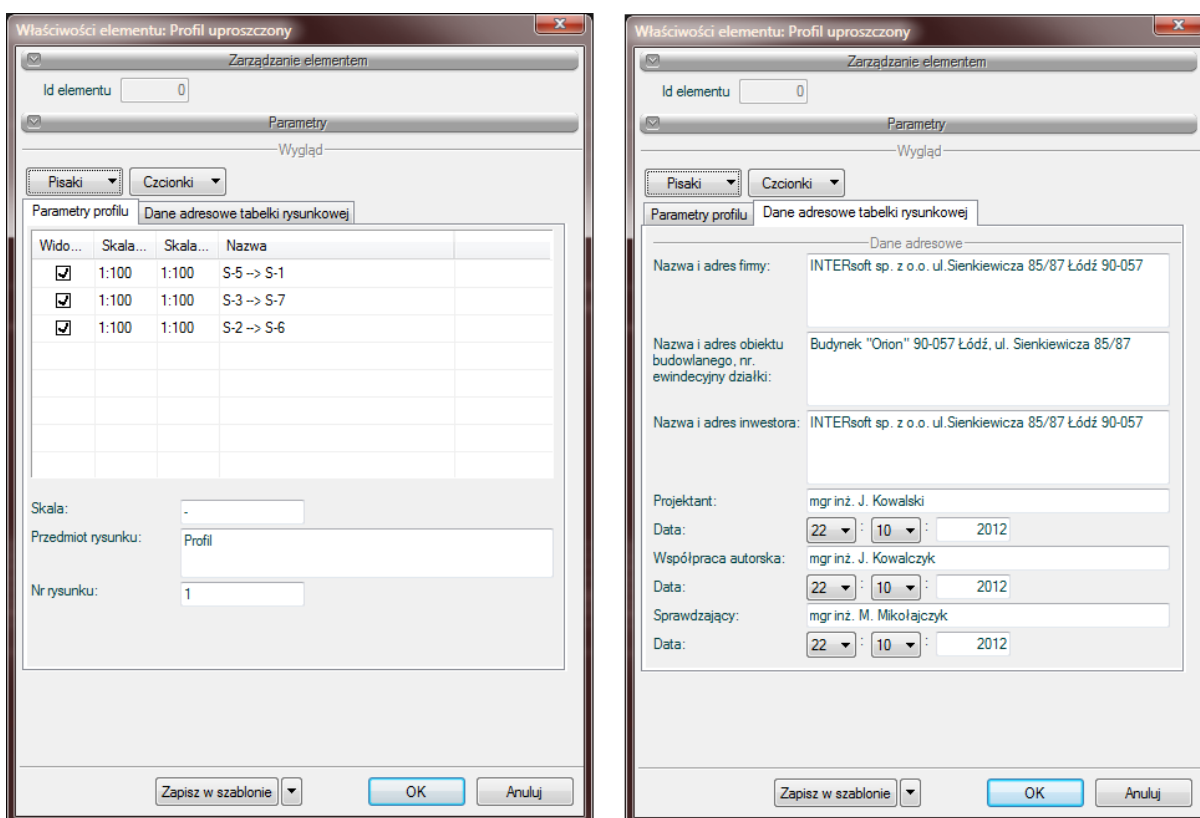 Właściwości elementu: Profil uproszczony
Zarządzanie elementem
Id elementu 0
Parametry
Wygląd
Pisaki Czcionki
Parametry profilu Dane adresowe tabelki rysunkowej
Wido... Skala... Skala... Nazwa
1:100 1:100 S-5 --> S-1
1:100 1:100 S-3 --> S-7
1:100 1:100 S-2 --> S-6
Skala: -
Przedmiot rysunku: Profil
Nr rysunku: 1
Zapisz w szablonie OK Anuluj
Właściwości elementu: Profil uproszczony
Zarządzanie elementem
Id elementu 0
Parametry
Wygląd
Pisaki Czcionki
Parametry profilu Dane adresowe tabelki rysunkowej
Dane adresowe
Nazwa i adres firmy: INTERsoft sp. z o.o. ul.Sienkiewicza 85/87 Łódź 90-057
Nazwa i adres obiektu Budynek "Orion" 90-057 Łódź, ul. Sienkiewicza 85/87
budowlanego, nr.
ewindecyjny działki:
Nazwa i adres inwestora: INTERsoft sp. z o.o. ul.Sienkiewicza 85/87 Łódź 90-057
Projektant: mgr inż. J. Kowalski
Data: 22 : 10 : 2012
Współpraca autorska: mgr inż. J. Kowalczyk
Data: 22 : 10 : 2012
Sprawdzający: mgr inż. M. Mikołajczyk
Data: 22 : 10 : 2012
Zapisz w szablonie OK Anuluj